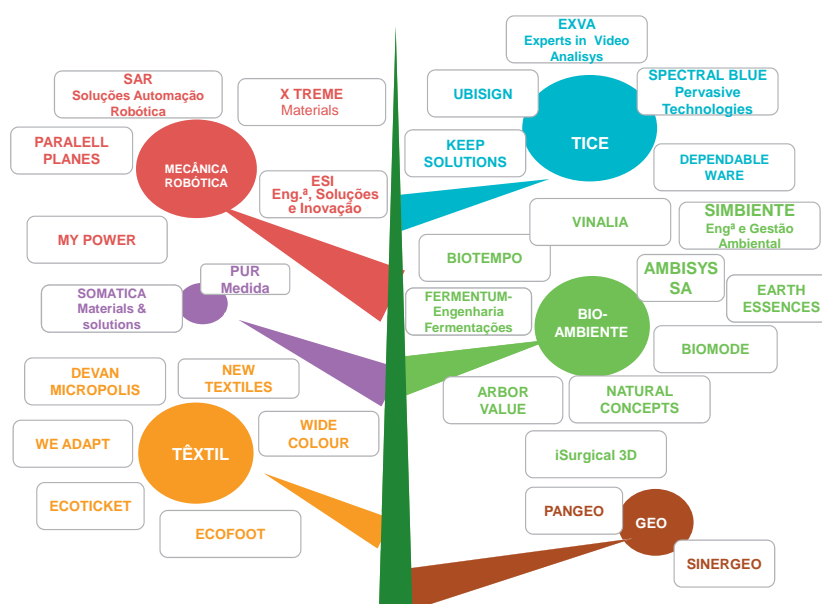 EXVA
Experts in Video
Analisys
SAR
Soluções Automação
Robótica
X TREME
Materials
UBISIGN
SPECTRAL BLUE
Pervasive
Technologies
PARALELL
PLANES
MECÂNICA
ROBÓTICA
KEEP
SOLUTIONS
TICE
DEPENDABLE
WARE
ESI
Eng.ª, Soluções
e Inovação
MY POWER
VINALIA
SIMBIENTE
Engª e Gestão
Ambiental
BIOTEMPO
PUR
Medida
AMBISYS
SA
EARTH
ESSENCES
SOMATICA
Materials &
solutions
FERMENTUM-
Engenharia
Fermentações
BIO-
AMBIENTE
BIOMODE
DEVAN
MICROPOLIS
NEW
TEXTILES
ARBOR
VALUE
NATURAL
CONCEPTS
WE ADAPT
TÊXTIL
WIDE
COLOUR
iSurgical 3D
ECOTICKET
ECOFOOT
PANGEO
GEO
SINERGEO